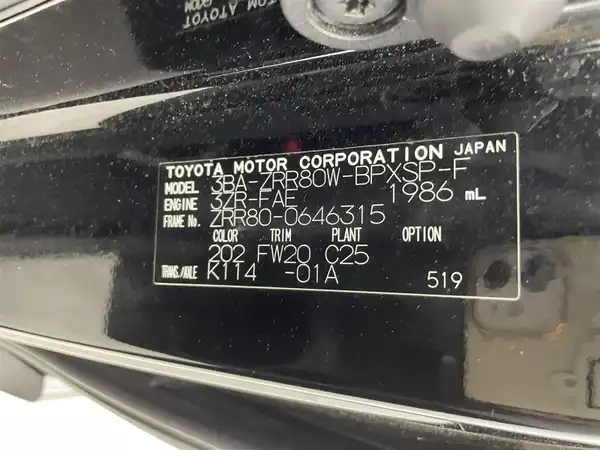 TOYOTA MOTOR CORPORATION JAPAN
MODEL 3BA-ZRR80W-BPXSP-F
ENGINE 3ZR-FAE 1986 mL
FRAME No. ZRR80-0646315
COLOR TRIM PLANT OPTION
202 FW20 C25
TRANS./AXLE K114 -01A 519